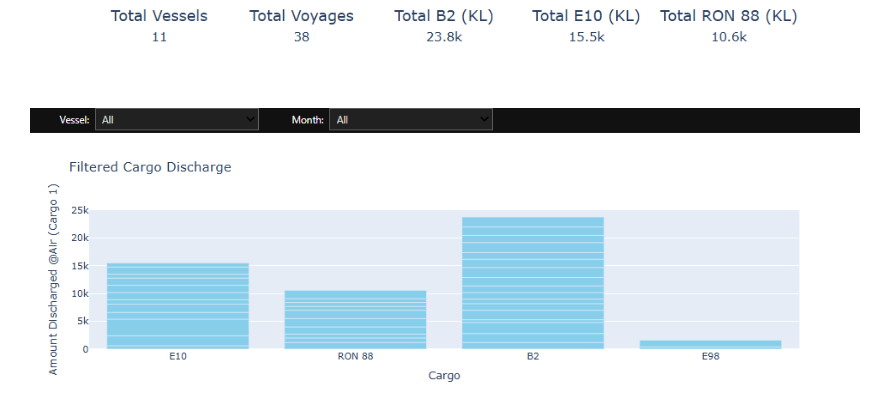 Total Vessels Total Voyages Total B2 (KL) Total E10 (KL) Total RON 88 (KL)
11 38 23.8k 15.5k 10.6k
Vessel: All Month: All
Filtered Cargo Discharge
Amount Discharged @Air (Cargo 1)
25k
20k
15k
10k
5k
0
E10 RON 88 B2 E98
Cargo